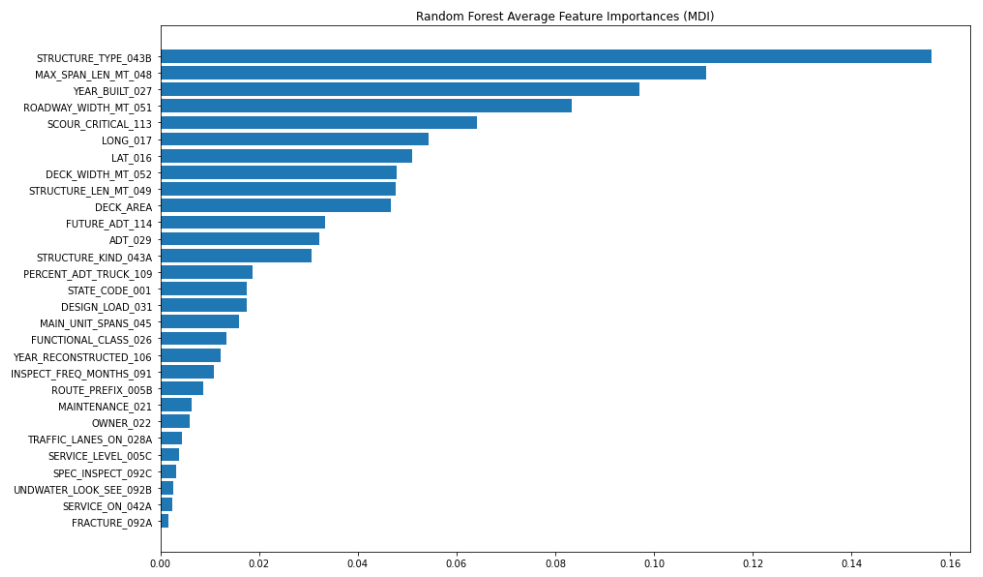 Random Forest Average Feature Importances (MDI)
STRUCTURE_TYPE_043B
MAX_SPAN_LEN_MT_048
YEAR_BUILT_027
ROADWAY_WIDTH_MT_051
SCOUR_CRITICAL_113
LONG_017
LAT_016
DECK_WIDTH_MT_052
STRUCTURE_LEN_MT_049
DECK_AREA
FUTURE_ADT_114
ADT_029
STRUCTURE_KIND_043A
PERCENT_ADT_TRUCK_109
STATE_CODE_001
DESIGN_LOAD_031
MAIN_UNIT_SPANS_045
FUNCTIONAL_CLASS_026
YEAR_RECONSTRUCTED_106
INSPECT_FREQ_MONTHS_091
ROUTE_PREFIX_005B
MAINTENANCE_021
OWNER_022
TRAFFIC_LANES_ON_028A
SERVICE_LEVEL_005C
SPEC_INSPECT_092C
UNDWATER_LOOK_SEE_092B
SERVICE_ON_042A
FRACTURE_092A
0.00 0.02 0.04 0.06 0.08 0.10 0.12 0.14 0.16